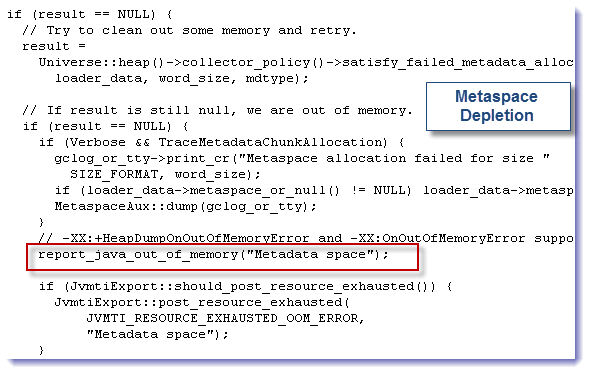 if (result == NULL) {
// Try to clean out some memory and retry.
result =
Universe::heap()->collector_policy()->satisfy_failed_metadata_alloc
loader_data, word_size, mdtype);
Metaspace
Depletion
// If result is still null, we are out of memory.
if (result == NULL) {
if (Verbose && TraceMetadataChunkAllocation) {
gclog_or_tty->print_cr("Metaspace allocation failed for size "
SIZE_FORMAT, word_size);
if (loader_data->metaspace_or_null() != NULL) loader_data->metasp
MetaspaceAux::dump(gclog_or_tty);
}
// -XX:+HeapDumpOnOutOfMemoryError and -XX:OnOutOfMemoryError suppo
report_java_out_of_memory("Metadata space");
if (JvmtiExport::should_post_resource_exhausted()) {
JvmtiExport::post_resource_exhausted(
JVMTI_RESOURCE_EXHAUSTED_OOM_ERROR,
"Metadata space");
}